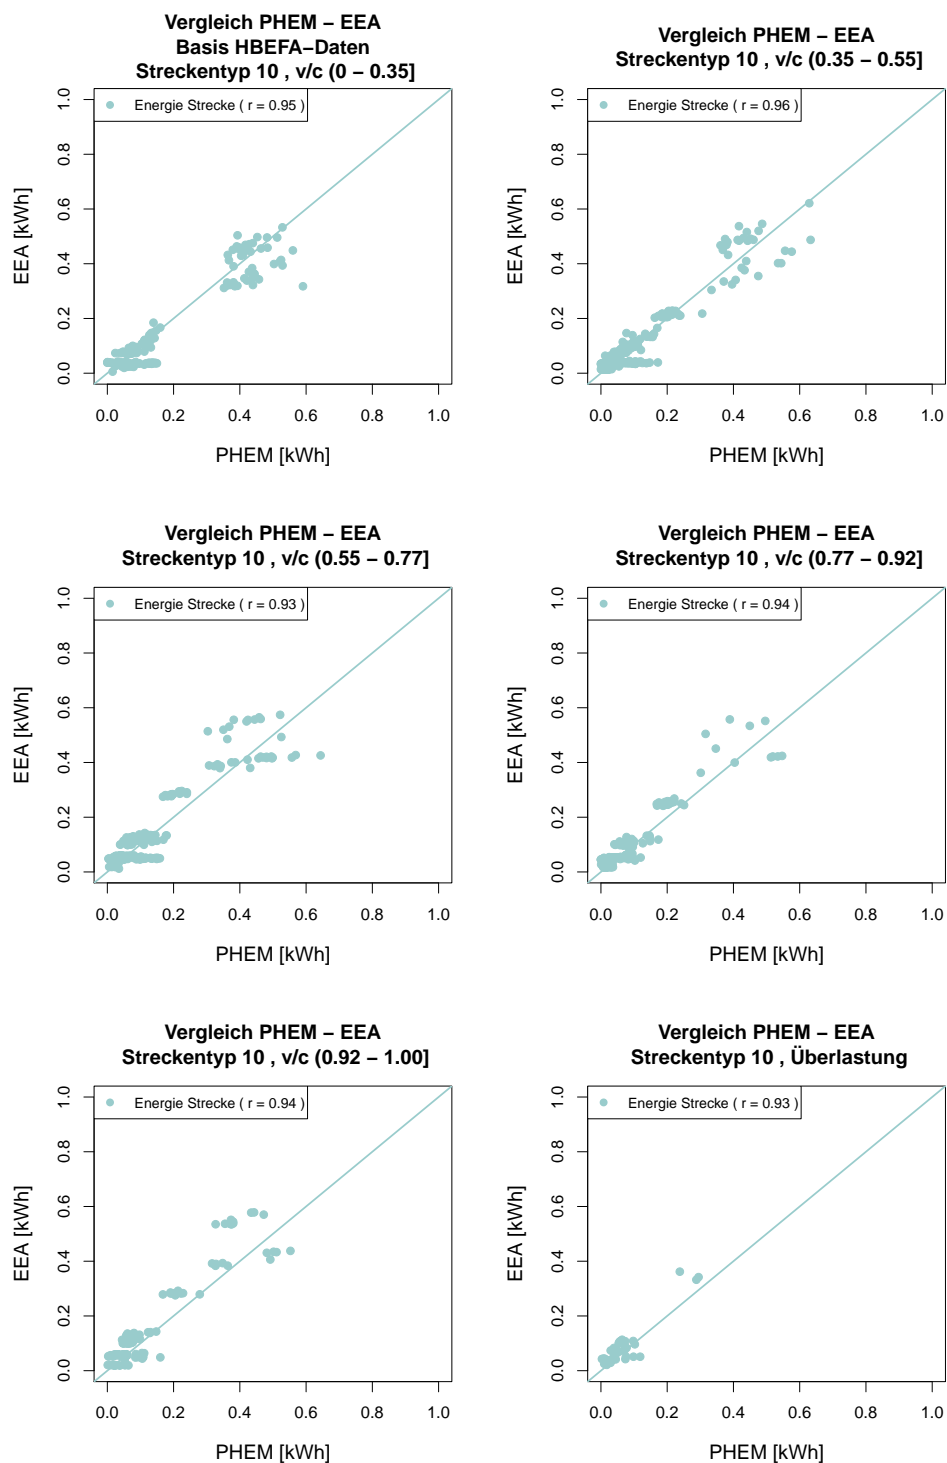 Vergleich PHEM − EEA
Basis HBEFA−Daten
Streckentyp 10 , v/c (0 − 0.35]
Energie Strecke ( r = 0.95 )
EEA [kWh]
0.0 0.2 0.4 0.6 0.8 1.0
0.0 0.2 0.4 0.6 0.8 1.0
PHEM [kWh]
Vergleich PHEM − EEA
Streckentyp 10 , v/c (0.35 − 0.55]
Energie Strecke ( r = 0.96 )
EEA [kWh]
0.0 0.2 0.4 0.6 0.8 1.0
0.0 0.2 0.4 0.6 0.8 1.0
PHEM [kWh]
Vergleich PHEM − EEA
Streckentyp 10 , v/c (0.55 − 0.77]
Energie Strecke ( r = 0.93 )
EEA [kWh]
0.0 0.2 0.4 0.6 0.8 1.0
0.0 0.2 0.4 0.6 0.8 1.0
PHEM [kWh]
Vergleich PHEM − EEA
Streckentyp 10 , v/c (0.77 − 0.92]
Energie Strecke ( r = 0.94 )
EEA [kWh]
0.0 0.2 0.4 0.6 0.8 1.0
0.0 0.2 0.4 0.6 0.8 1.0
PHEM [kWh]
Vergleich PHEM − EEA
Streckentyp 10 , v/c (0.92 − 1.00]
Energie Strecke ( r = 0.94 )
EEA [kWh]
0.0 0.2 0.4 0.6 0.8 1.0
0.0 0.2 0.4 0.6 0.8 1.0
PHEM [kWh]
Vergleich PHEM − EEA
Streckentyp 10 , Überlastung
Energie Strecke ( r = 0.93 )
EEA [kWh]
0.0 0.2 0.4 0.6 0.8 1.0
0.0 0.2 0.4 0.6 0.8 1.0
PHEM [kWh]